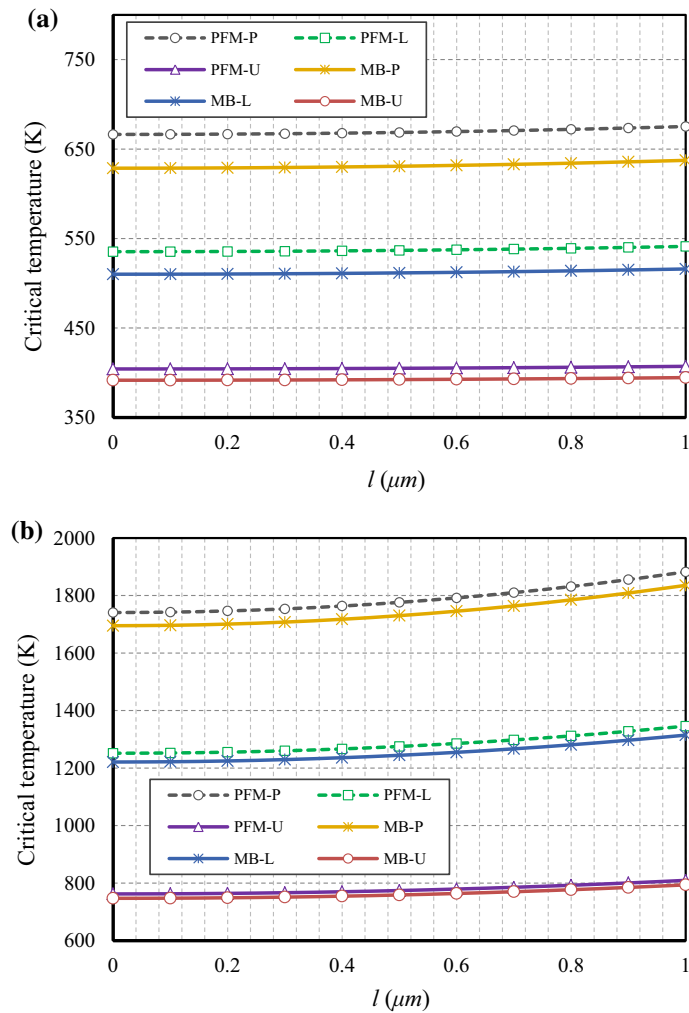 (a)
PFM-P PFM-L
PFM-U MB-P
MB-L MB-U
Critical temperature (K)
750
650
550
450
350
0 0.2 0.4 0.6 0.8 1
l (μm)
(b)
2000
1800
1600
1400
1200
1000
800
600
Critical temperature (K)
PFM-P PFM-L
PFM-U MB-P
MB-L MB-U
0 0.2 0.4 0.6 0.8 1
l (μm)